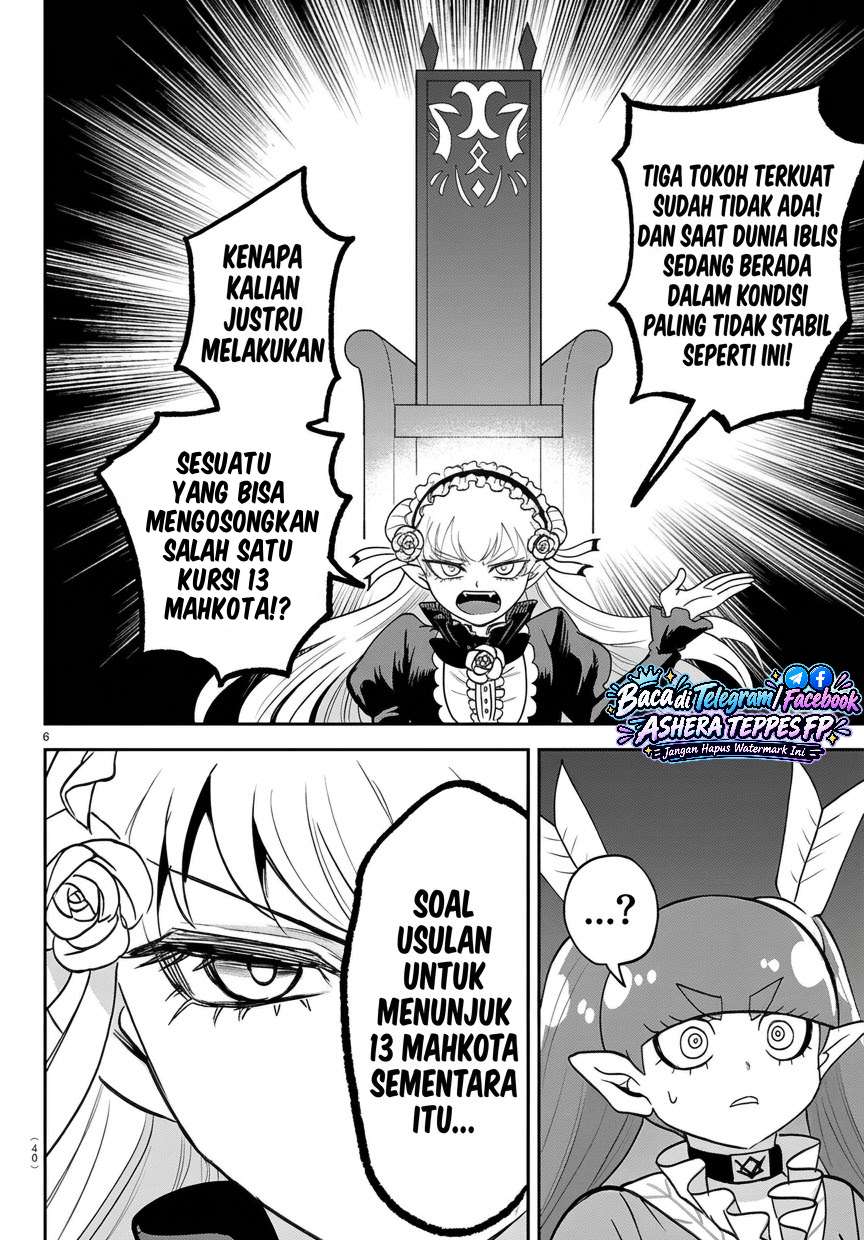 TIGA TOKOH TERKUAT
SUDAH TIDAK ADA!
DAN SAAT DUNIA IBLIS
SEDANG BERADA
DALAM KONDISI
PALING TIDAK STABIL
SEPERTI INI!
KENAPA
KALIAN
JUSTRU
MELAKUKAN
SESUATU
YANG BISA
MENGOSONGKAN
SALAH SATU
KURSI 13
MAHKOTA!?
Baca di Telegram/Facebook
ASHERA TEPPES FP
Jangan Hapus Watermark Ini
6
...?
SOAL
USULAN
UNTUK
MENUNJUK
13 MAHKOTA
SEMENTARA
ITU...
(40)